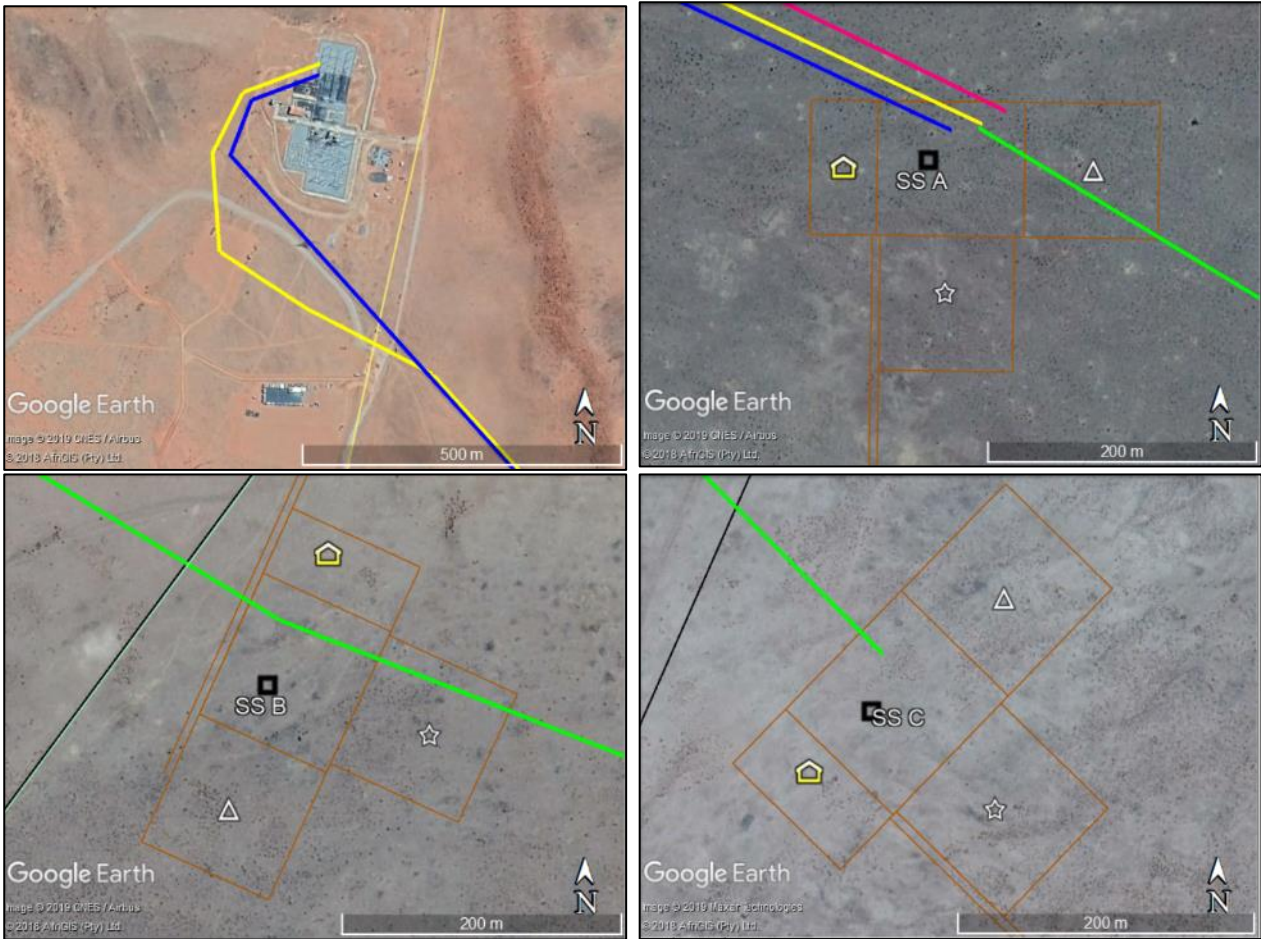 Google Earth
Image © 2019 CNES / Airbus
© 2018 AfriGIS (Pty) Ltd.
500 m
N
SS A
Google Earth
Image © 2019 CNES / Airbus
© 2018 AfriGIS (Pty) Ltd.
200 m
N
SS B
Google Earth
Image © 2019 CNES / Airbus
© 2018 AfriGIS (Pty) Ltd.
200 m
N
SS C
Google Earth
Image © 2019 Maxar Technologies
© 2018 AfriGIS (Pty) Ltd.
200 m
N